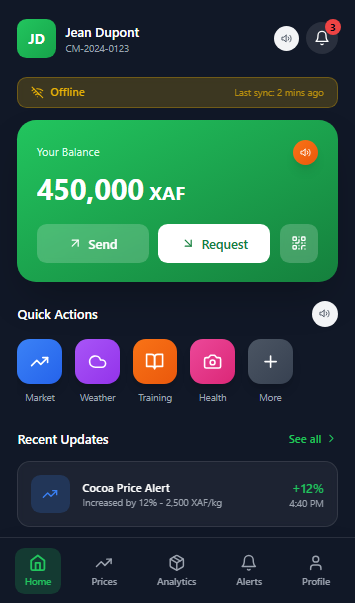 JD
Jean Dupont
CM-2024-0123
3
Offline
Last sync: 2 mins ago
Your Balance
450,000 XAF
Send
Request
Quick Actions
Market
Weather
Training
Health
More
Recent Updates
See all
Cocoa Price Alert
Increased by 12% - 2,500 XAF/kg
+12%
4:40 PM
Home
Prices
Analytics
Alerts
Profile